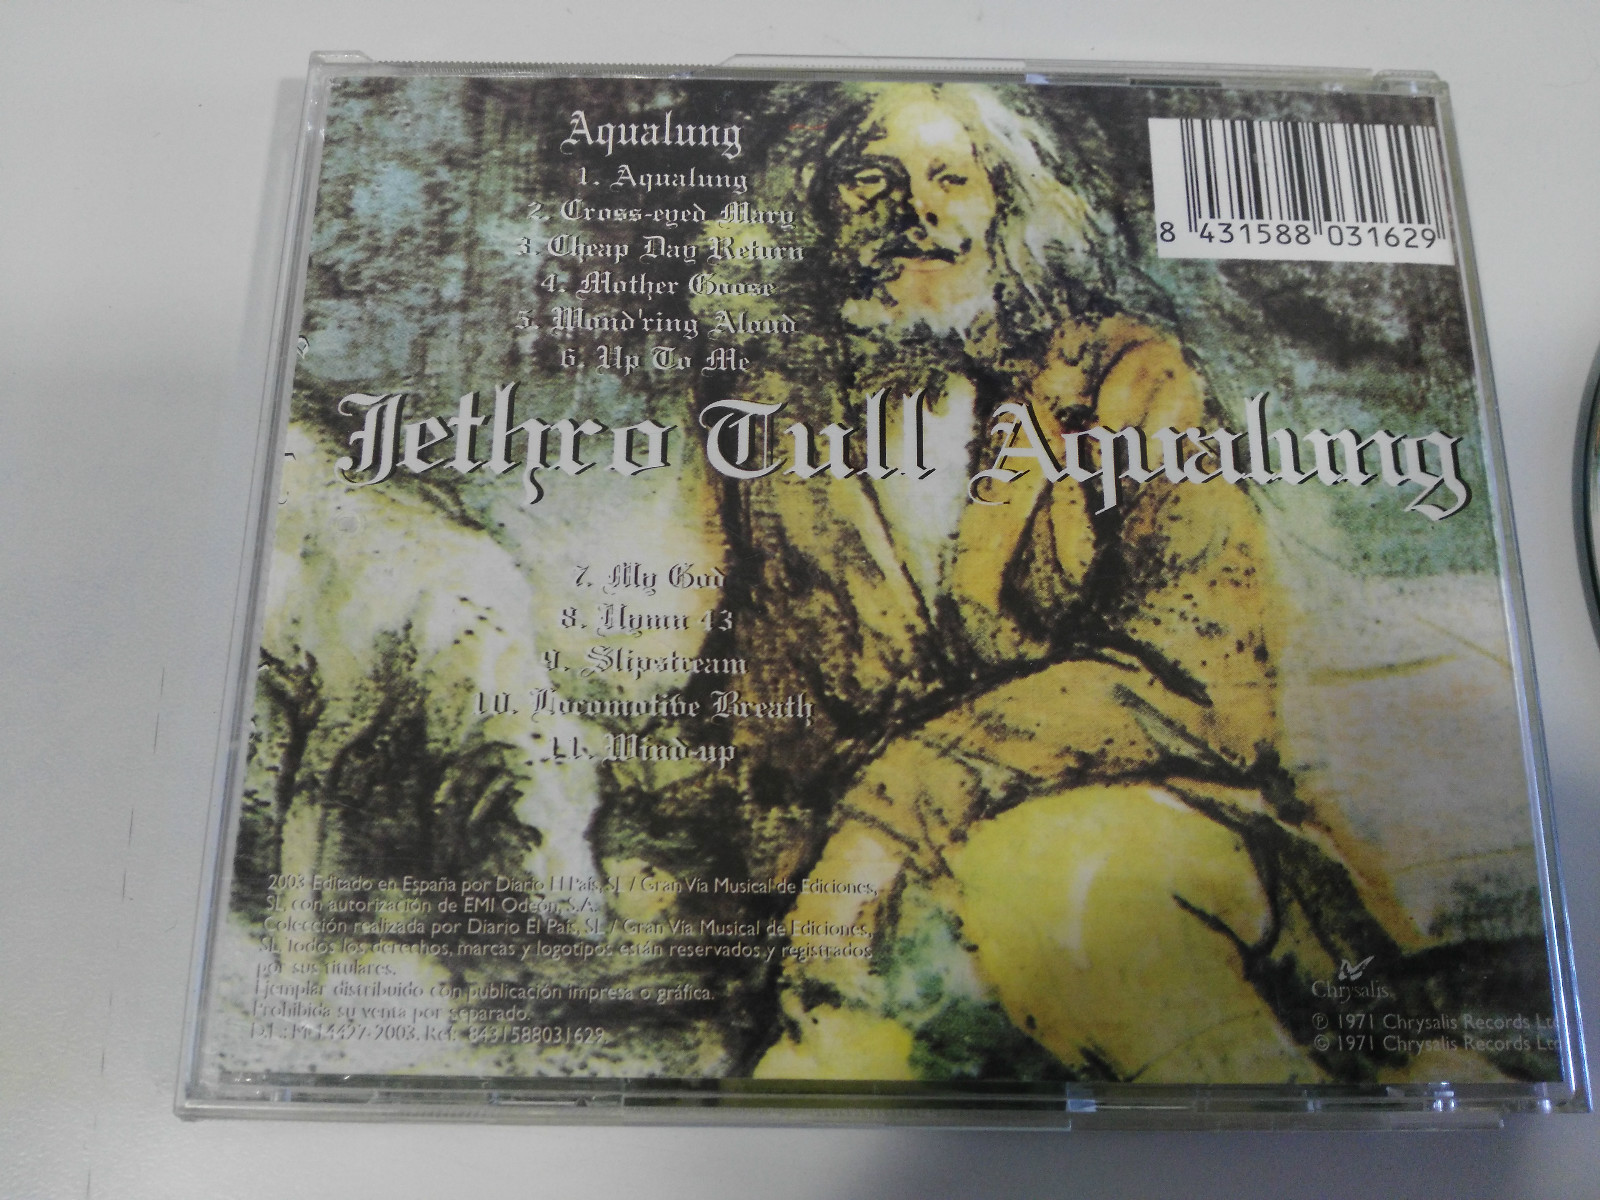 Aqualung
1. Aqualung
2. Cross-eyed Mary
3. Cheap Day Return
4. Mother Goose
5. Wond'ring Aloud
6. Up To Me
Jethro Tull Aqualung
7. My God
8. Hymn 43
9. Slipstream
10. Locomotive Breath
11. Wind-up
8 431588 031629
2003 Editado en España por Diario El País, SL / Gran Vía Musical de Ediciones,
SL con autorización de EMI Odeon, S.A.
Colección realizada por Diario El País, SL / Gran Vía Musical de Ediciones,
SL. Todos los derechos, marcas y logotipos están reservados y registrados
por sus titulares.
Ejemplar distribuido con publicación impresa o gráfica.
Prohibida su venta por separado.
D.L.: M-14427-2003. Ref: 8431588031629
Chrysalis.
℗ 1971 Chrysalis Records Ltd
© 1971 Chrysalis Records Ltd